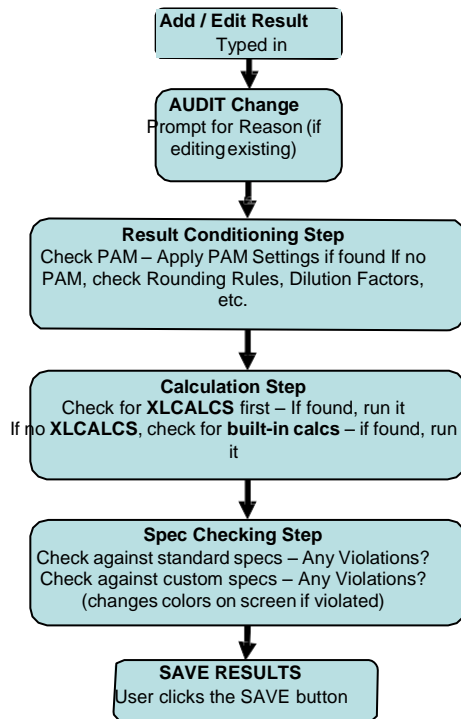 Add / Edit Result
Typed in
AUDIT Change
Prompt for Reason (if
editing existing)
Result Conditioning Step
Check PAM – Apply PAM Settings if found If no
PAM, check Rounding Rules, Dilution Factors,
etc.
Calculation Step
Check for XLCALCS first – If found, run it
If no XLCALCS, check for built-in calcs – if found, run
it
Spec Checking Step
Check against standard specs – Any Violations?
Check against custom specs – Any Violations?
(changes colors on screen if violated)
SAVE RESULTS
User clicks the SAVE button